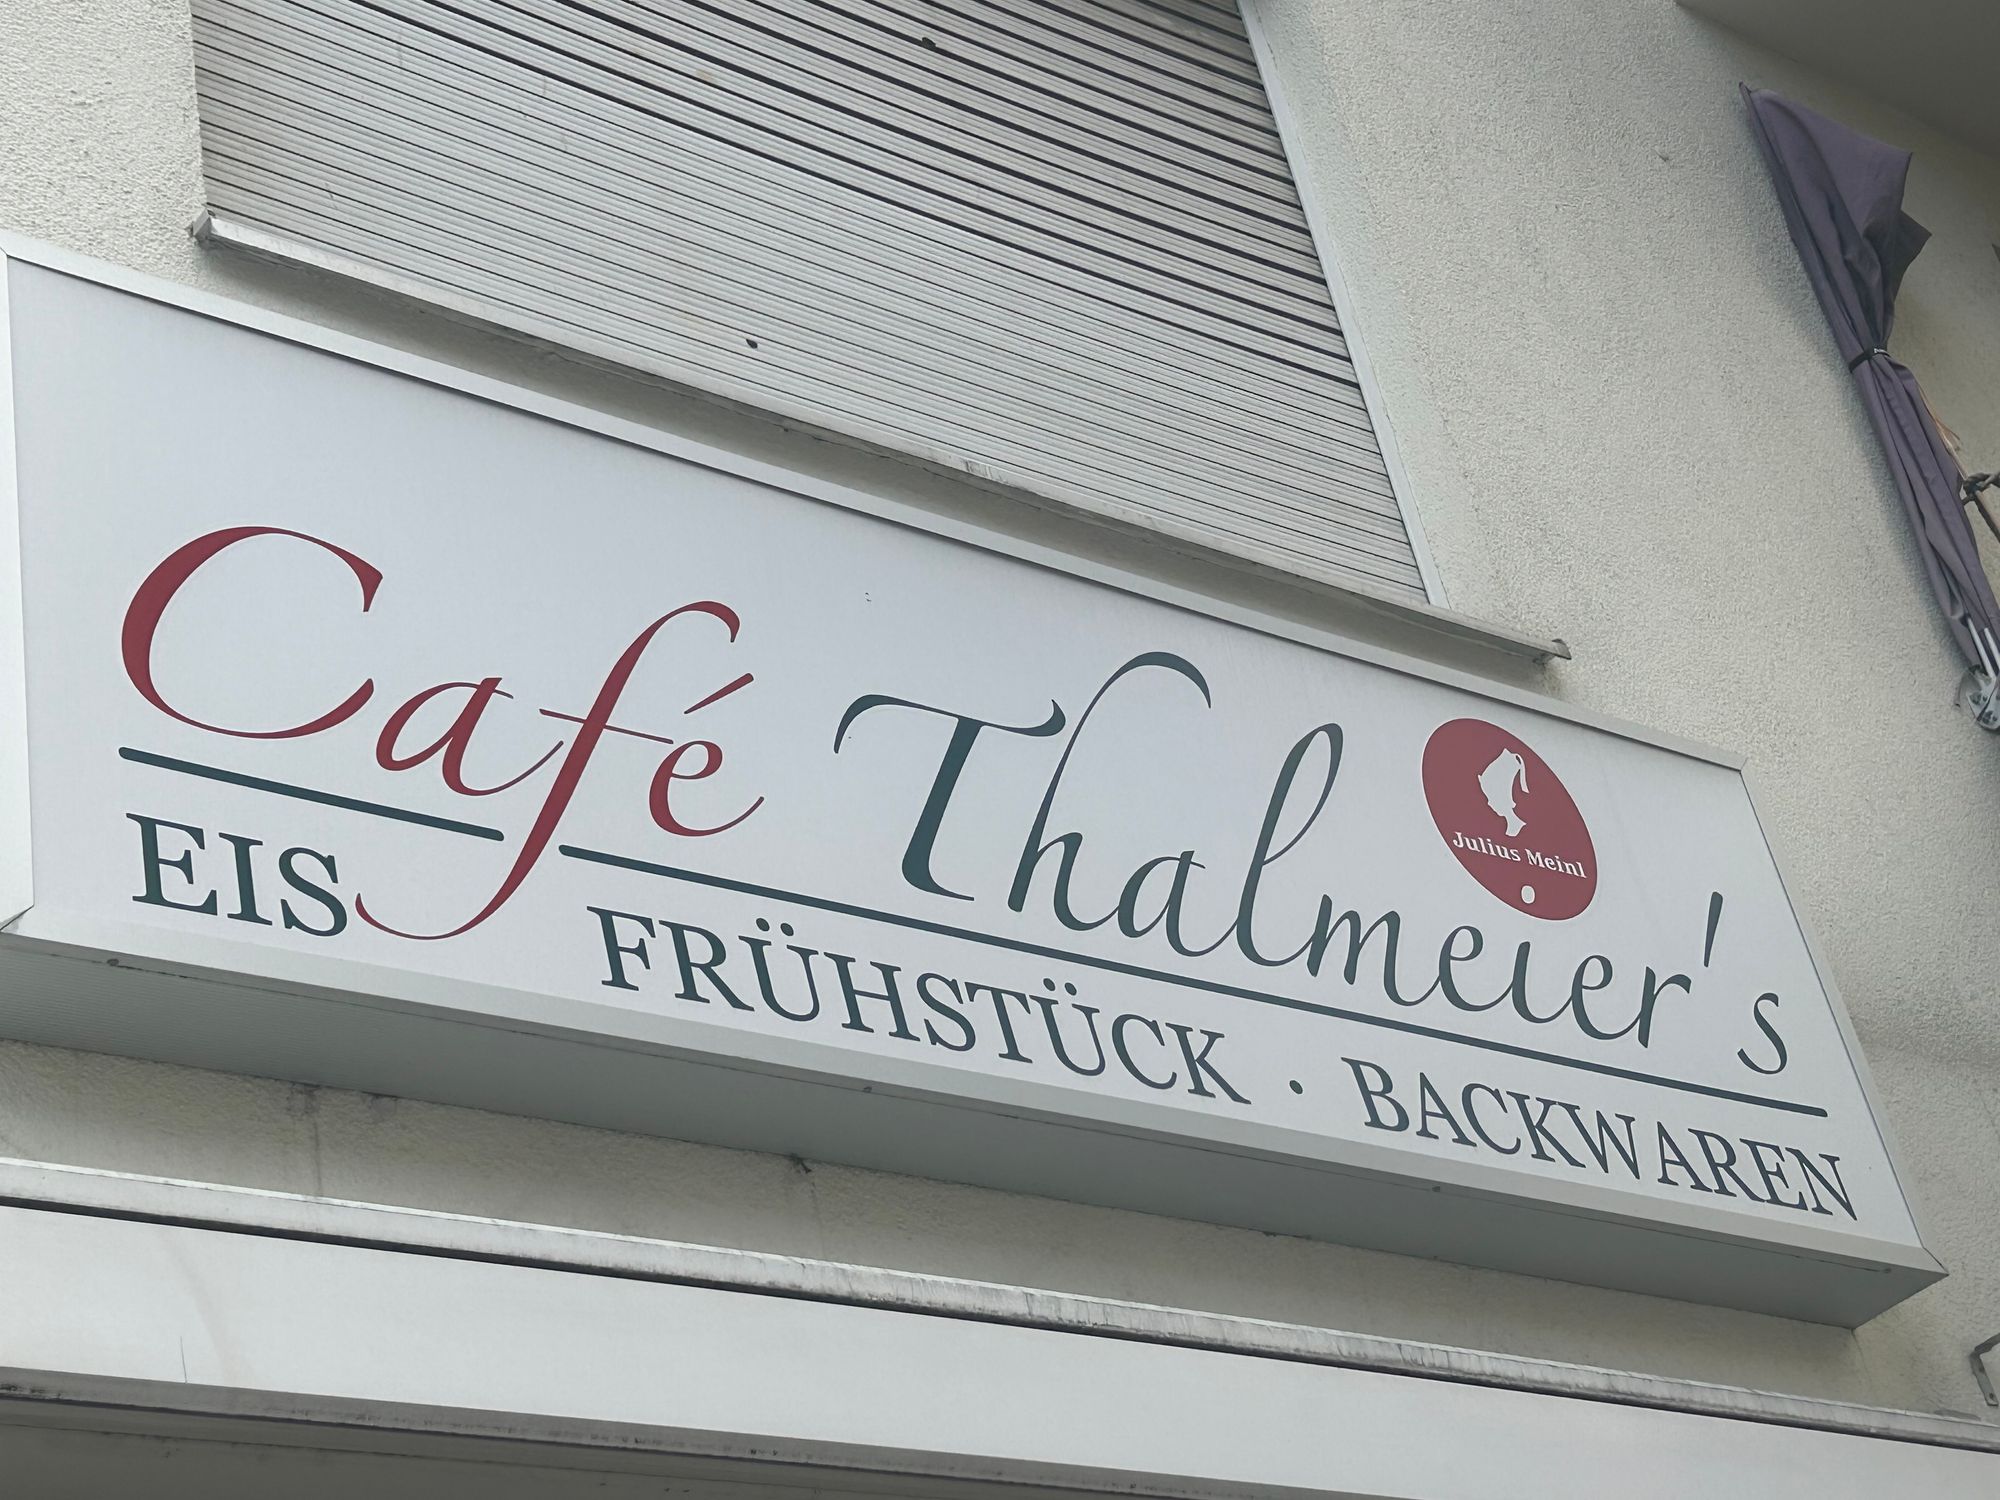 Café Thalmeier's
Julius Meinl
EIS FRÜHSTÜCK · BACKWAREN